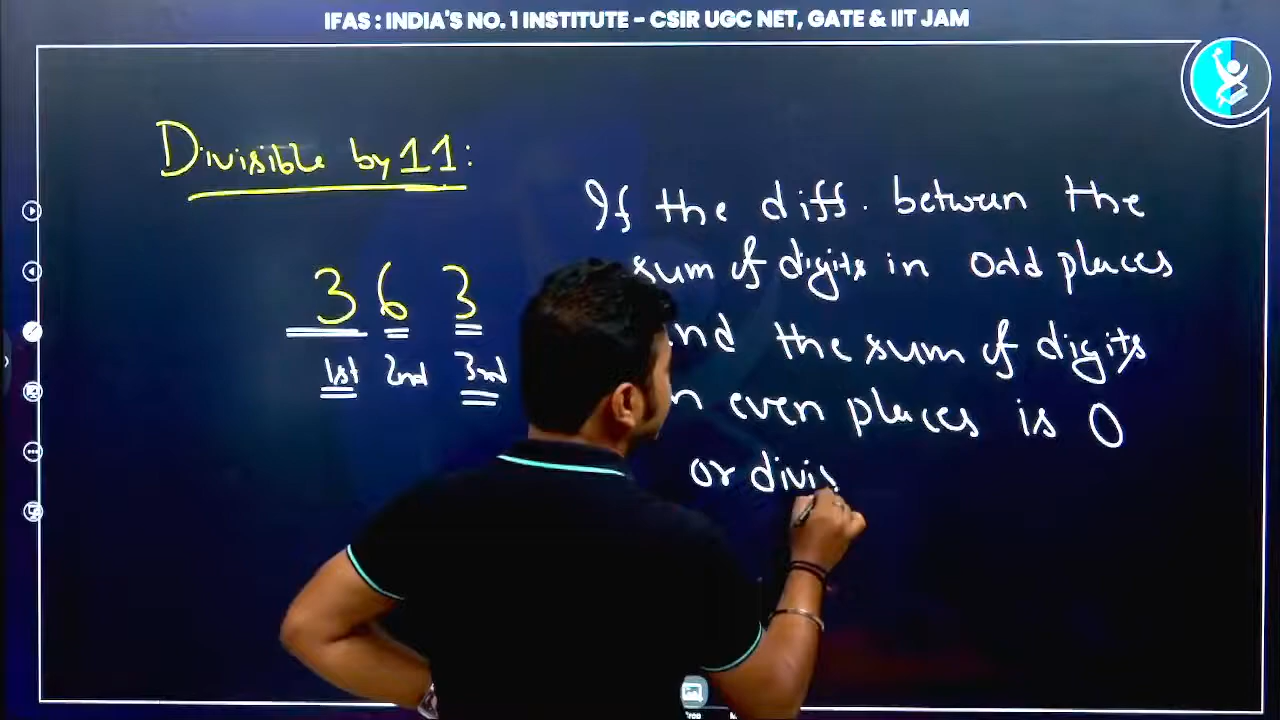 IFAS : INDIA'S NO. 1 INSTITUTE - CSIR UGC NET, GATE & IIT JAM
Divisible by 11:
3 6 3
1st 2nd 3rd
If the diff. between the
sum of digits in odd places
nd the sum of digits
n even places is 0
or divis